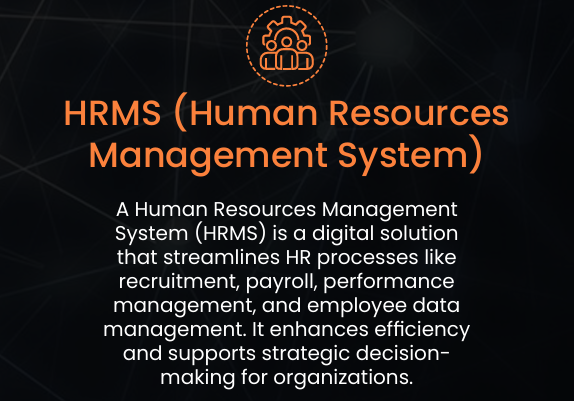 HRMS (Human Resources
Management System)
A Human Resources Management
System (HRMS) is a digital solution
that streamlines HR processes like
recruitment, payroll, performance
management, and employee data
management. It enhances efficiency
and supports strategic decision-
making for organizations.